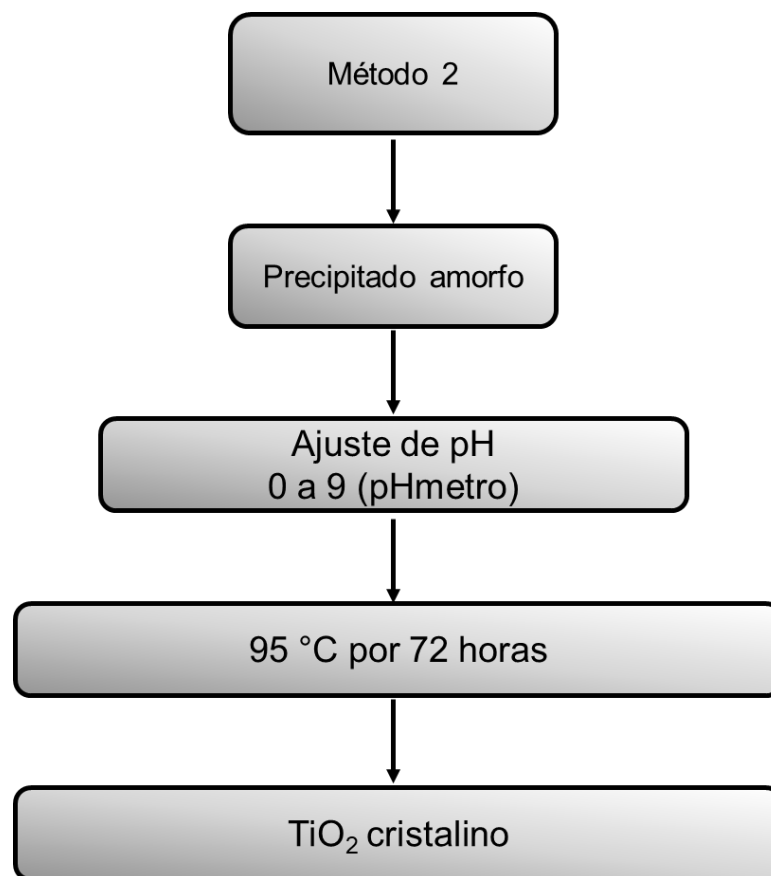 Método 2
Precipitado amorfo
Ajuste de pH
0 a 9 (pHmetro)
95 °C por 72 horas
TiO₂ cristalino